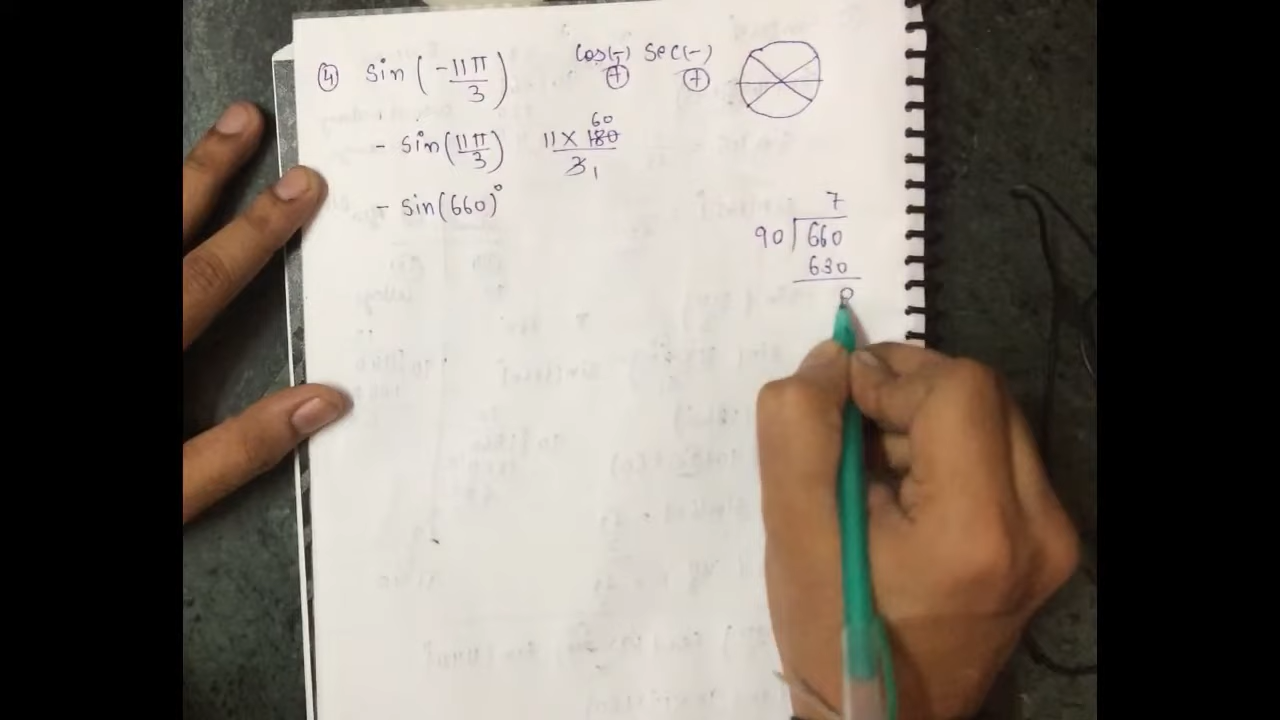 ④ sin (-11π/3) cos(-) sec(-)
+ +
- sin(11π/3) 11 × 180/3 60 1
- sin(660)°
7
90 660
630
0